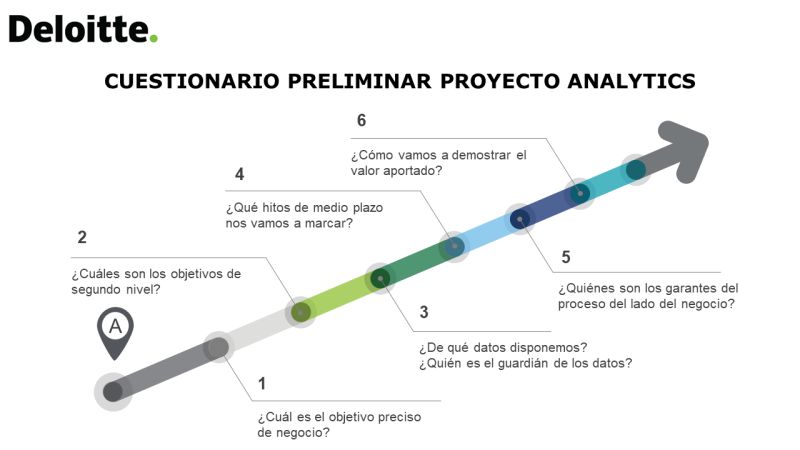 Deloitte.
CUESTIONARIO PRELIMINAR PROYECTO ANALYTICS
6
¿Cómo vamos a demostrar el
valor aportado?
4
¿Qué hitos de medio plazo
nos vamos a marcar?
2
¿Cuáles son los objetivos de
segundo nivel?
5
¿Quiénes son los garantes del
proceso del lado del negocio?
A
3
¿De qué datos disponemos?
¿Quién es el guardián de los datos?
1
¿Cuál es el objetivo preciso
de negocio?